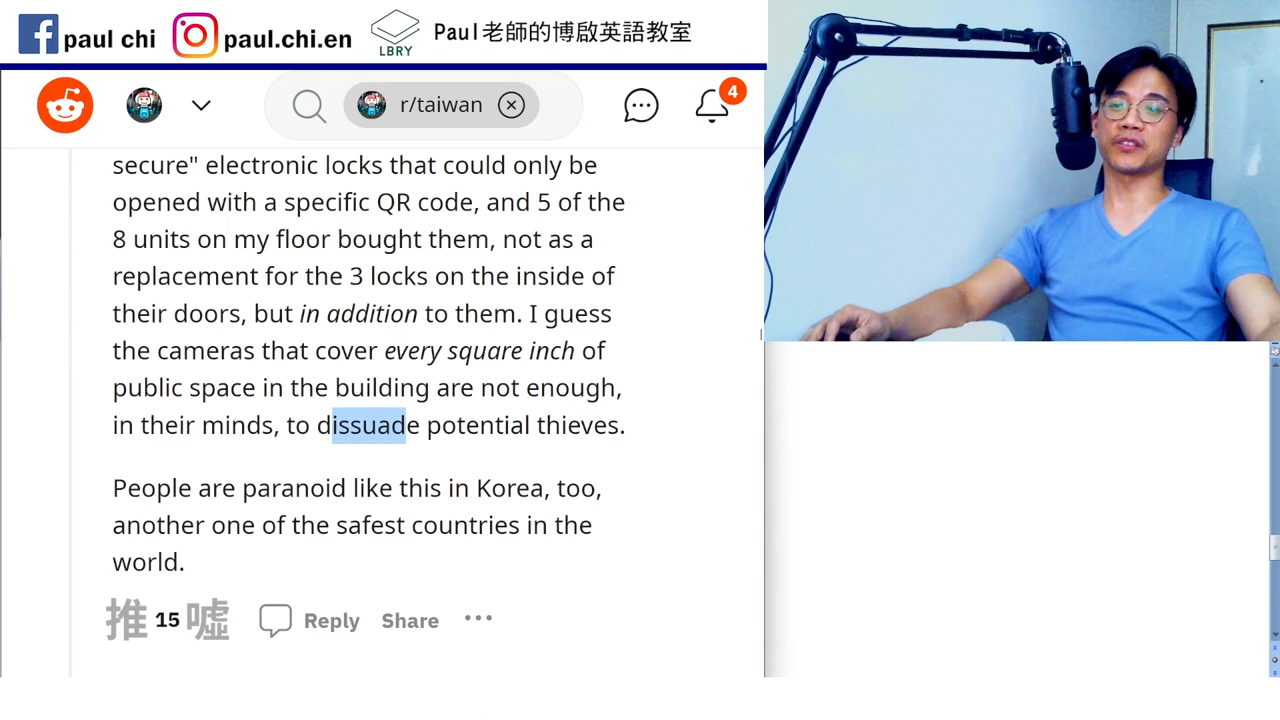 paul chi
paul.chi.en
LBRY
Paul老師的博啟英語教室
r/taiwan
4
secure" electronic locks that could only be
opened with a specific QR code, and 5 of the
8 units on my floor bought them, not as a
replacement for the 3 locks on the inside of
their doors, but in addition to them. I guess
the cameras that cover every square inch of
public space in the building are not enough,
in their minds, to dissuade potential thieves.
People are paranoid like this in Korea, too,
another one of the safest countries in the
world.
推 15 噓 Reply Share